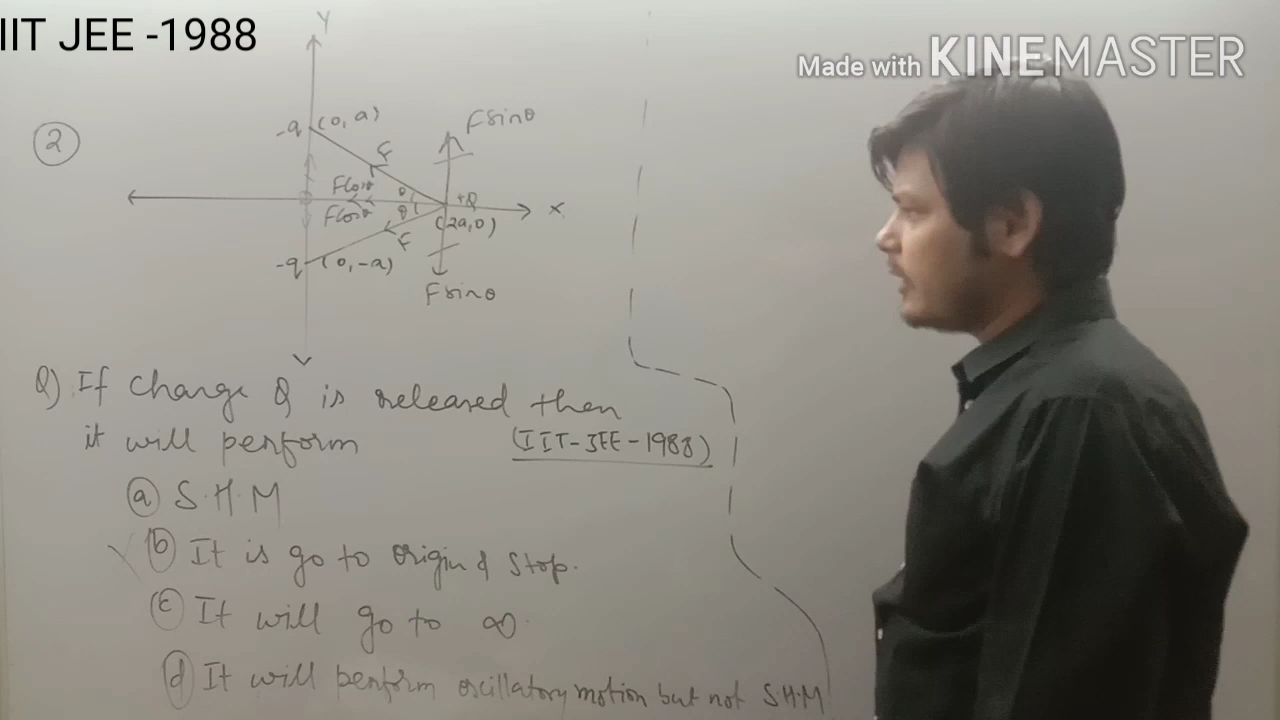 IIT JEE -1988
Made with KINEMASTER
Y
2
-q (0, a)
F
F sinθ
F cosθ
θ
+Q
F cosθ
θ
(2a, 0)
X
F
-q (0, -a)
F sinθ
Q) If charge Q is released then
it will perform (IIT-JEE-1988)
(a) S.H.M
(b) It is go to origin & stop.
(c) It will go to ∞.
(d) It will perform oscillatory motion but not S.H.M